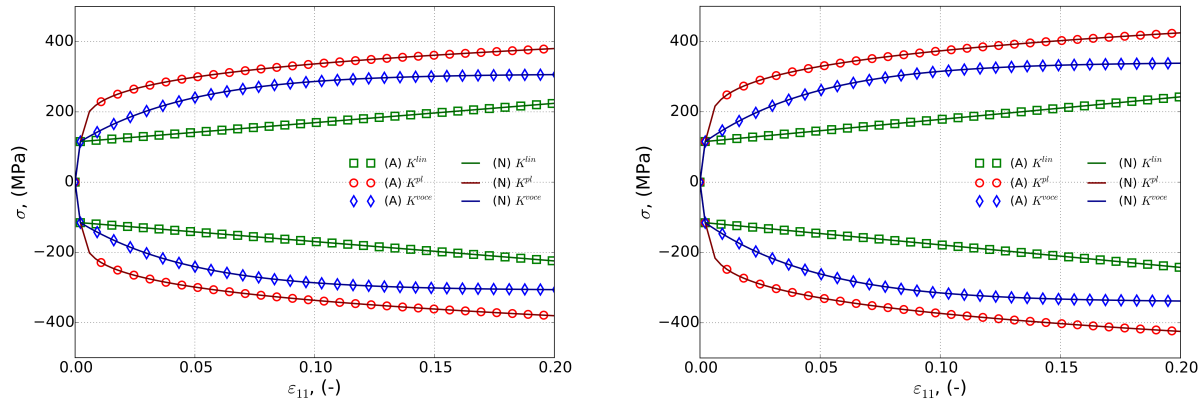 400
200
0
−200
−400
σ, (MPa)
(A) K^lin (N) K^lin
(A) K^pl (N) K^pl
(A) K^voce (N) K^voce
0.00 0.05 0.10 0.15 0.20
ε₁₁, (-)
400
200
0
−200
−400
σ, (MPa)
(A) K^lin (N) K^lin
(A) K^pl (N) K^pl
(A) K^voce (N) K^voce
0.00 0.05 0.10 0.15 0.20
ε₁₁, (-)